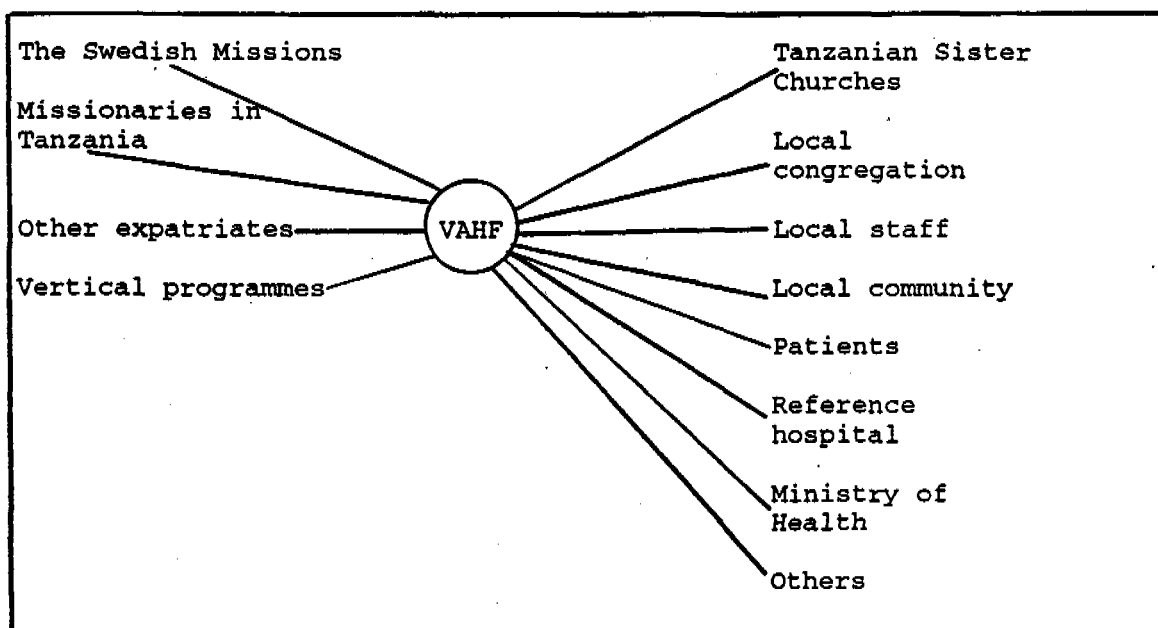 The Swedish Missions
Missionaries in
Tanzania
Other expatriates
Vertical programmes
VAHF
Tanzanian Sister
Churches
Local
congregation
Local staff
Local community
Patients
Reference
hospital
Ministry of
Health
Others